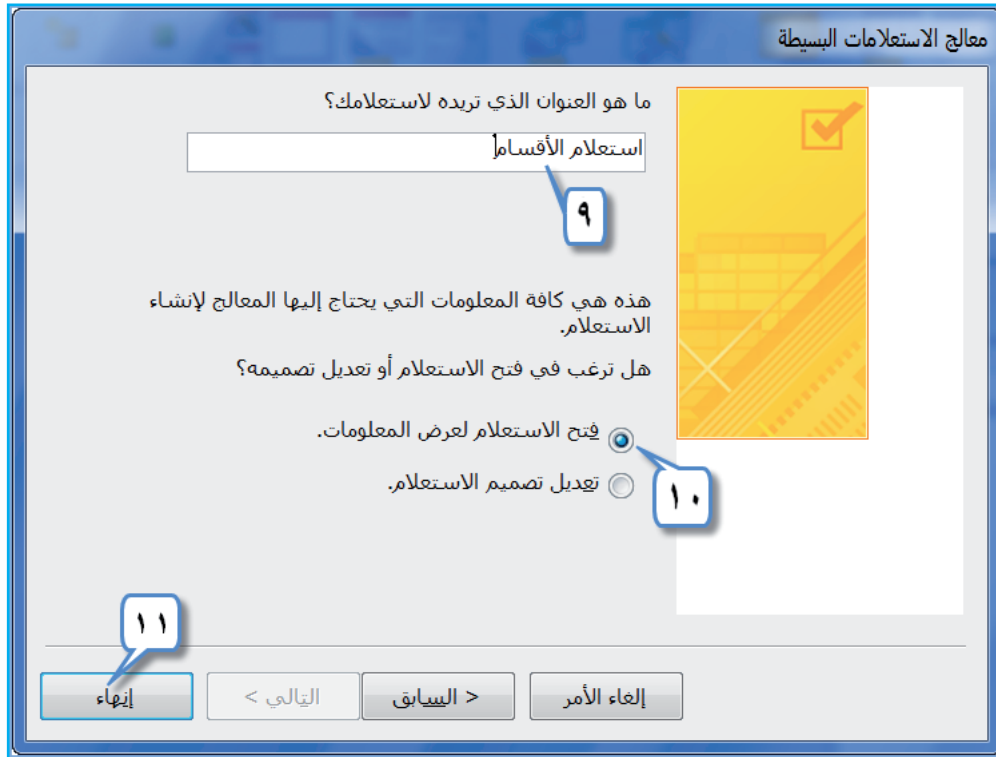 معالج الاستعلامات البسيطة
ما هو العنوان الذي تريده لاستعلامك؟
استعلام الأقسام
٩
هذه هي كافة المعلومات التي يحتاج إليها المعالج لإنشاء
الاستعلام.
هل ترغب في فتح الاستعلام أو تعديل تصميمه؟
فتح الاستعلام لعرض المعلومات.
تعديل تصميم الاستعلام.
١٠
١١
إلغاء الأمر
< السابق
التالي >
إنهاء